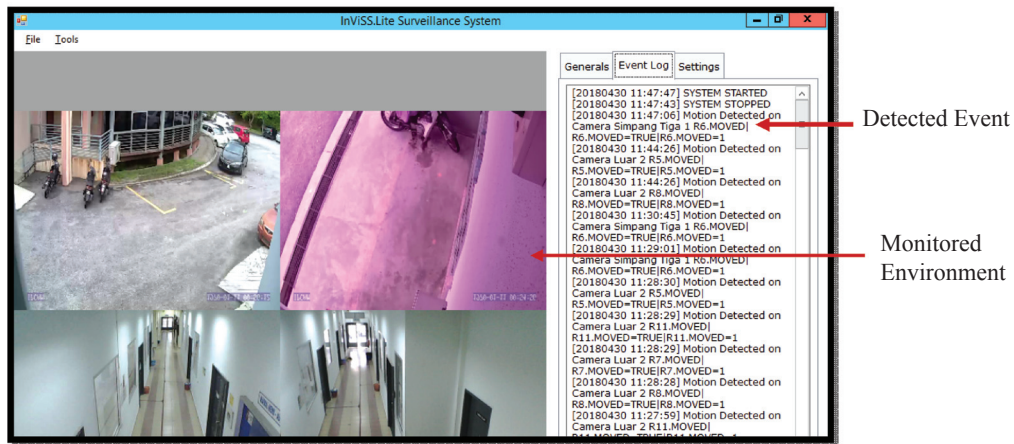 InViSS.Lite Surveillance System
File Tools
Generals Event Log Settings
[20180430 11:47:47] SYSTEM STARTED
[20180430 11:47:43] SYSTEM STOPPED
[20180430 11:47:06] Motion Detected on
Camera Simpang Tiga 1 R6.MOVED|
R6.MOVED=TRUE|R6.MOVED=1
[20180430 11:44:26] Motion Detected on
Camera Luar 2 R5.MOVED|
R5.MOVED=TRUE|R5.MOVED=1
[20180430 11:44:26] Motion Detected on
Camera Luar 2 R8.MOVED|
R8.MOVED=TRUE|R8.MOVED=1
[20180430 11:30:45] Motion Detected on
Camera Simpang Tiga 1 R6.MOVED|
R6.MOVED=TRUE|R6.MOVED=1
[20180430 11:29:01] Motion Detected on
Camera Simpang Tiga 1 R6.MOVED|
R6.MOVED=TRUE|R6.MOVED=1
[20180430 11:28:30] Motion Detected on
Camera Luar 2 R5.MOVED|
R5.MOVED=TRUE|R5.MOVED=1
[20180430 11:28:29] Motion Detected on
Camera Luar 2 R11.MOVED|
R11.MOVED=TRUE|R11.MOVED=1
[20180430 11:28:29] Motion Detected on
Camera Luar 2 R7.MOVED|
R7.MOVED=TRUE|R7.MOVED=1
[20180430 11:28:28] Motion Detected on
Camera Luar 2 R8.MOVED|
R8.MOVED=TRUE|R8.MOVED=1
[20180430 11:27:59] Motion Detected on
Camera Luar 2 R11.MOVED|
R11.MOVED=TRUE|R11.MOVED=1
Detected Event
Monitored
Environment